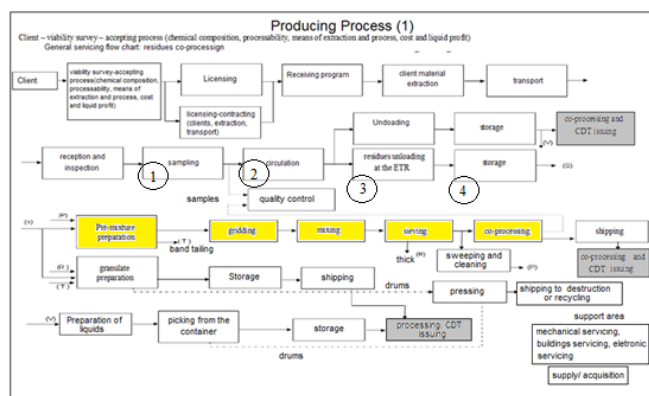 Producing Process (1)
Client – viability survey – accepting process (chemical composition, processability, means of extraction and process, cost and liquid profit)
General servicing flow chart: residues co-processign
Client
viability survey-accepting
process(chemical composition,
processability, means of
extraction and process, cost
and liquid profit)
Licensing
Receiving program
client material
extraction
transport
licensing-contracting
(clients, extraction,
transport)
Undoading
storage
co-processing and
CDT issuing
(V)
reception and
inspection
sampling
circulation
residues unloading
at the ETR
storage
(S)
1
2
3
4
samples
quality control
(s)
(P)
Pre-mixture
preparation
(T)
band tailing
gridding
mixing
sieving
co-processing
shipping
thick
(R)
sweeping and
cleaning
(P)
co-processing
and CDT issuing
(R)
(T)
granulate
preparation
Storage
shipping
drums
pressing
shipping to destruction
or recycling
(V)
Preparation of
liquids
picking from the
container
storage
processing, CDT
issuing
drums
support area
mechanical servicing,
buildings servicing, eletronic
servicing
supply/ acquisition